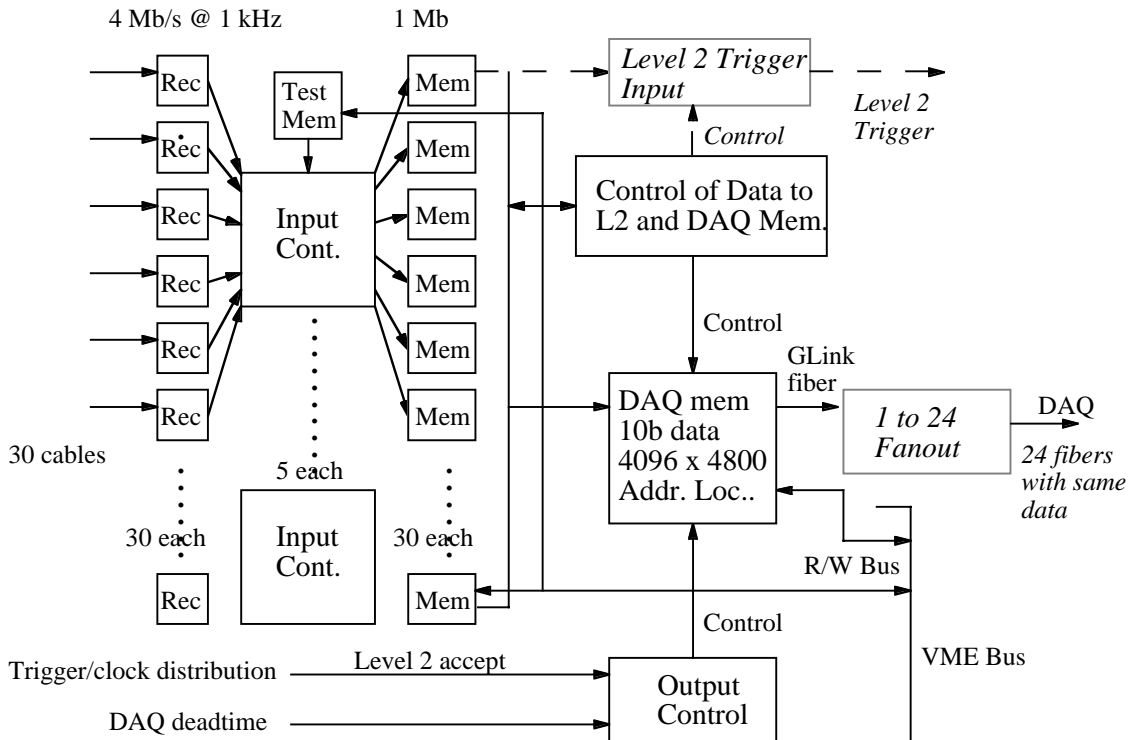 4 Mb/s @ 1 kHz
1 Mb
Rec
Test
Mem
Mem
Level 2 Trigger
Input
Level 2
Trigger
Rec
Mem
Control
Rec
Input
Cont.
Mem
Control of Data to
L2 and DAQ Mem.
Rec
Mem
Rec
Mem
Control
GLink
fiber
Rec
Mem
DAQ mem
10b data
4096 x 4800
Addr. Loc..
1 to 24
Fanout
DAQ
24 fibers
with same
data
30 cables
5 each
30 each
Input
Cont.
30 each
R/W Bus
Rec
Mem
Control
VME Bus
Trigger/clock distribution
Level 2 accept
Output
Control
DAQ deadtime